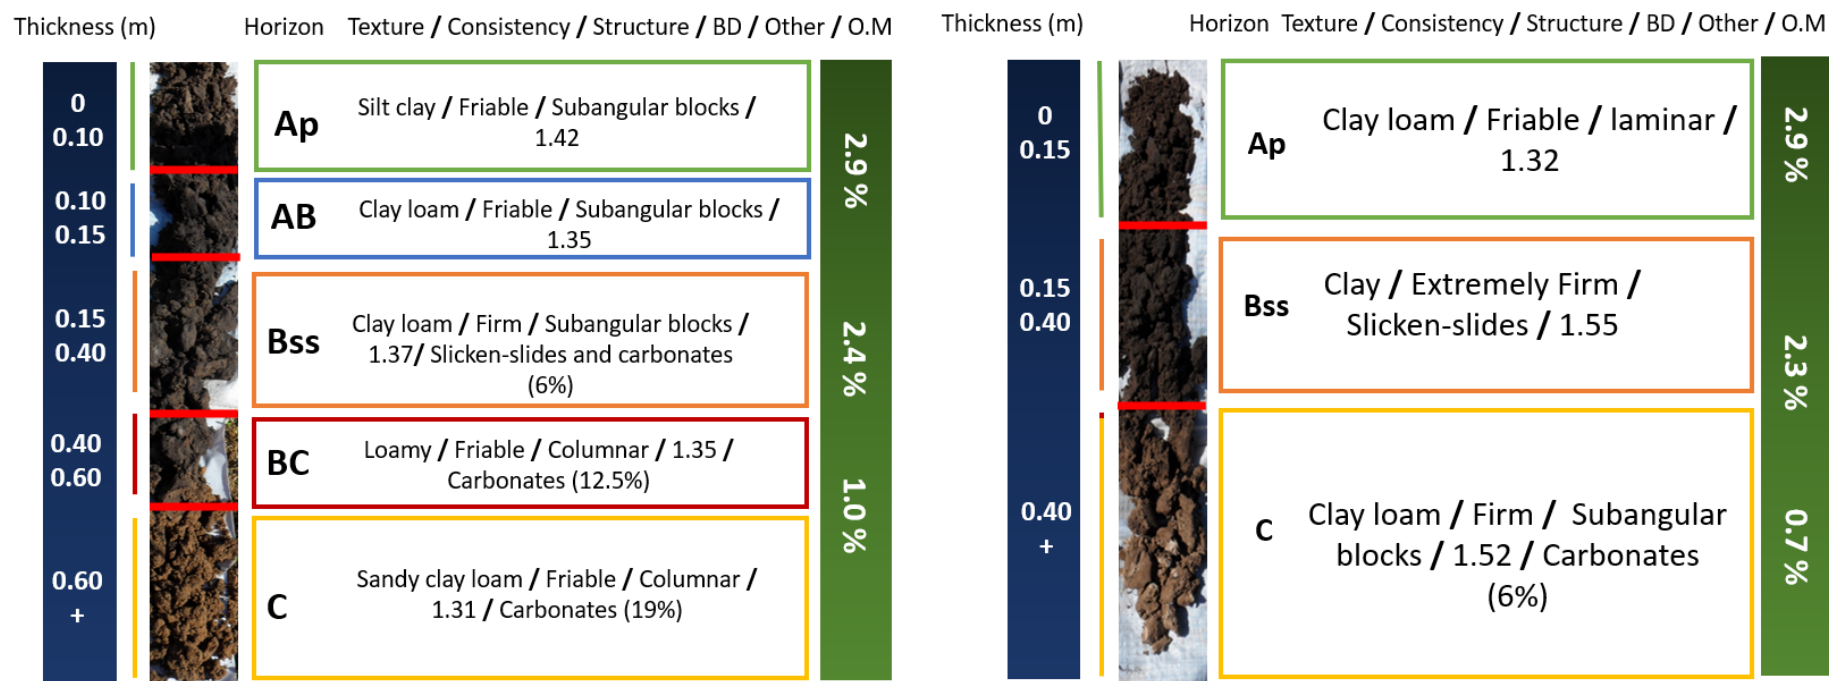 Thickness (m)
Horizon
Texture / Consistency / Structure / BD / Other / O.M
0
0.10
Ap
Silt clay / Friable / Subangular blocks /
1.42
0.10
0.15
AB
Clay loam / Friable / Subangular blocks /
1.35
0.15
0.40
Bss
Clay loam / Firm / Subangular blocks /
1.37/ Slicken-slides and carbonates
(6%)
0.40
0.60
BC
Loamy / Friable / Columnar / 1.35 /
Carbonates (12.5%)
0.60
+
C
Sandy clay loam / Friable / Columnar /
1.31 / Carbonates (19%)
2.9 %
2.4 %
1.0 %
Thickness (m)
Horizon
Texture / Consistency / Structure / BD / Other / O.M
0
0.15
Ap
Clay loam / Friable / laminar /
1.32
0.15
0.40
Bss
Clay / Extremely Firm /
Slicken-slides / 1.55
0.40
+
C
Clay loam / Firm / Subangular
blocks / 1.52 / Carbonates
(6%)
2.9 %
2.3 %
0.7 %